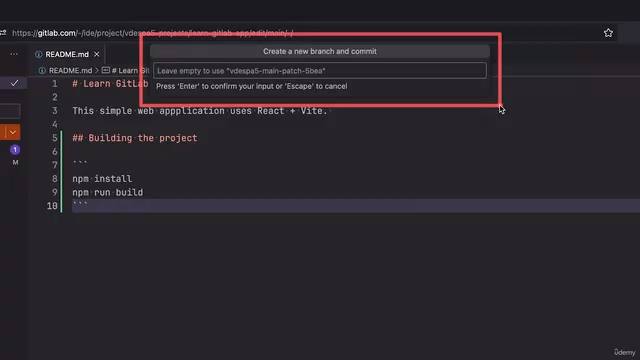 https://gitlab.com/-/ide/project/vdespa5-projects/learn-gitlab-app/edit/main/-/
README.md ×
Create a new branch and commit
README.md > # Learn Git
Leave empty to use "vdespa5-main-patch-5bea"
Press 'Enter' to confirm your input or 'Escape' to cancel
1 # Learn GitLab
2
3 This simple web appplication uses React + Vite.
4
5 ## Building the project
6
7 ```
8 npm install
9 npm run build
10 ```
1
M
Udemy